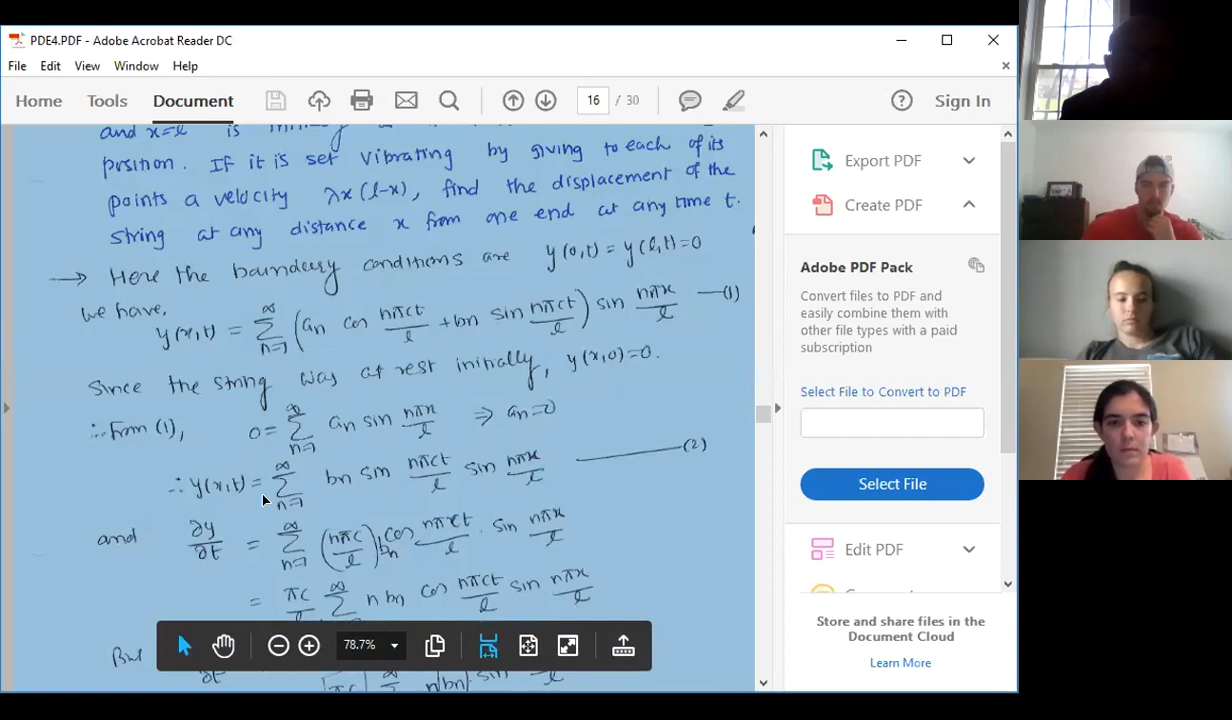 PDE4.PDF - Adobe Acrobat Reader DC
File Edit View Window Help
Home Tools Document 16 / 30 Sign In
and x=l is
position. If it is set vibrating by giving to each of its
points a velocity λx(l-x), find the displacement of the
string at any distance x from one end at any time t.
→ Here the boundary conditions are y(0,t) = y(l,t)=0
we have,
y(x,t) = ∑_{n=1}^{∞} (an cos nπct/l + bn sin nπct/l) sin nπx/l —(1)
Since the string was at rest initially, y(x,0)=0.
∴ From (1), 0 = ∑_{n=1}^{∞} an sin nπx/l ⇒ an=0
∴ y(x,t) = ∑_{n=1}^{∞} bn sin nπct/l sin nπx/l —(2)
and ∂y/∂t = ∑_{n=1}^{∞} (nπc/l) bn cos nπct/l . sin nπx/l
= πc/l ∑^{∞} n bn cos nπct/l sin nπx/l
But
78.7%
Export PDF
Create PDF
Adobe PDF Pack
Convert files to PDF and
easily combine them with
other file types with a paid
subscription
Select File to Convert to PDF
Select File
Edit PDF
Store and share files in the
Document Cloud
Learn More